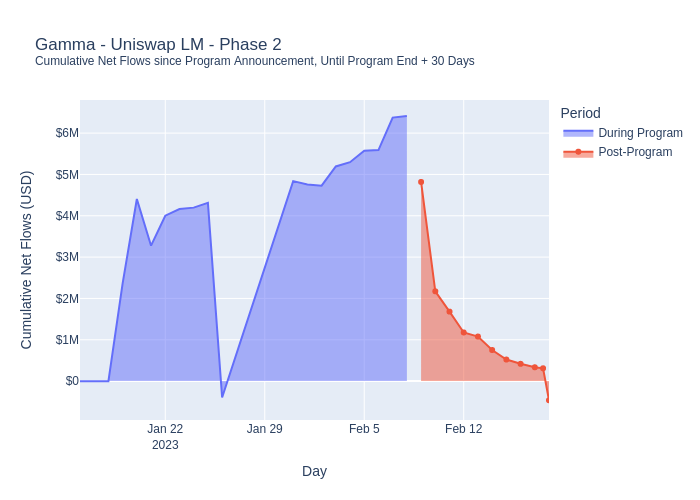 Gamma - Uniswap LM - Phase 2
Cumulative Net Flows since Program Announcement, Until Program End + 30 Days
Period
During Program
Post-Program
Cumulative Net Flows (USD)
$6M
$5M
$4M
$3M
$2M
$1M
$0
Jan 22
2023
Jan 29
Feb 5
Feb 12
Day